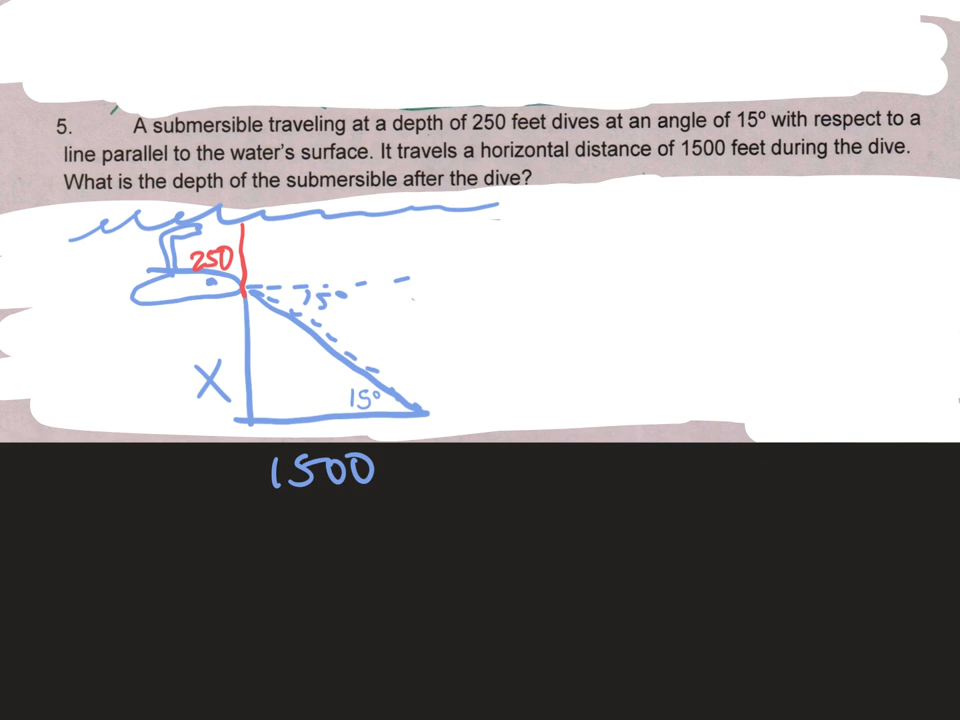 5. A submersible traveling at a depth of 250 feet dives at an angle of 15º with respect to a
line parallel to the water's surface. It travels a horizontal distance of 1500 feet during the dive.
What is the depth of the submersible after the dive?
250
15°
X
15°
1500